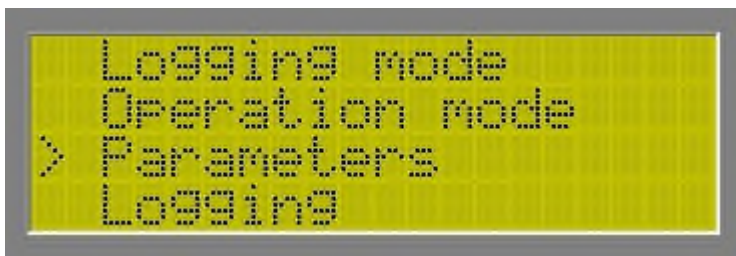 Logging mode
Operation mode
> Parameters
Logging